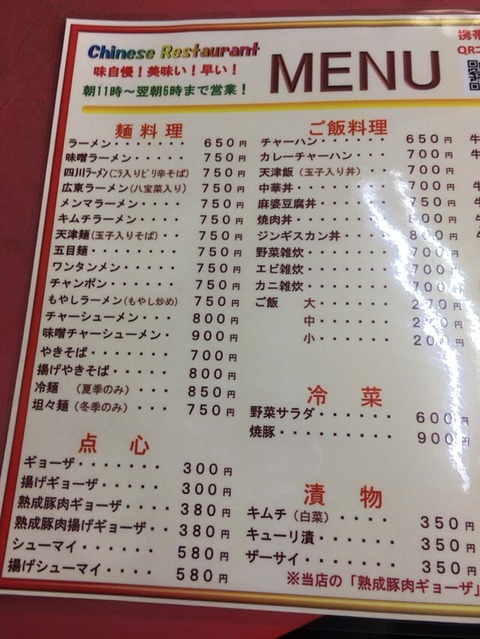 Chinese Restaurant
味自慢！美味い！早い！
朝11時～翌朝6時まで営業！
MENU
携帯
QRコ
麺料理
ラーメン・・・・・・・650円
味噌ラーメン・・・・・750円
四川ラーメン(ニラ入りピリ辛そば) 750円
広東ラーメン(八宝菜入り) 750円
メンマラーメン・・・・750円
キムチラーメン・・・・750円
天津麺(玉子入りそば)・・750円
五目麺・・・・・・・・750円
ワンタンメン・・・・・750円
チャンポン・・・・・・750円
もやしラーメン(もやし炒め) 750円
チャーシューメン・・・800円
味噌チャーシューメン・900円
やきそば・・・・・・・700円
揚げやきそば・・・・・800円
冷麺 (夏季のみ)・・・850円
坦々麺(冬季のみ)・・・750円
点心
ギョーザ・・・・・・・300円
揚げギョーザ・・・・・300円
熟成豚肉ギョーザ・・・380円
熟成豚肉揚げギョーザ・・380円
シューマイ・・・・・・580円
揚げシューマイ・・・・580円
ご飯料理
チャーハン・・・・・・650円
カレーチャーハン・・・700円
天津飯(玉子入り丼)・・700円
中華丼・・・・・・・・700円
麻婆豆腐丼・・・・・・750円
焼肉丼・・・・・・・・800円
ジンギスカン丼・・・・800円
野菜雑炊・・・・・・・700円
エビ雑炊・・・・・・・700円
カニ雑炊・・・・・・・700円
ご飯 大・・・・・・・円
中・・・・・・・円
小・・・・・・・200円
冷菜
野菜サラダ・・・・・・600円
焼豚・・・・・・・・・900円
漬物
キムチ(白菜)・・・・・350円
キューリ漬・・・・・・350円
ザーサイ・・・・・・・350円
※当店の「熟成豚肉ギョーザ」